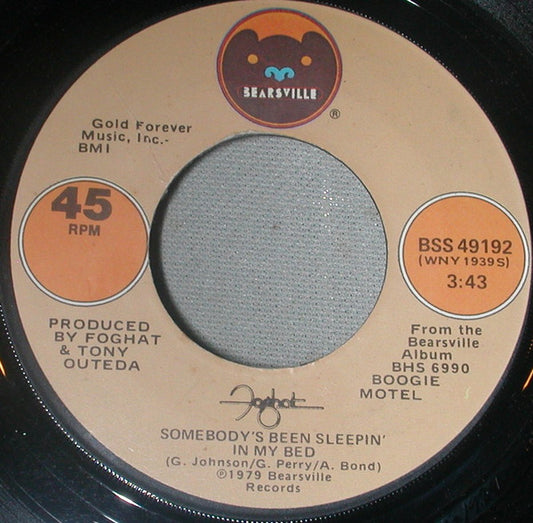 BEARSVILLE
®
Gold Forever
Music, Inc.-
BMI
45
RPM
BSS 49192
(WNY 1939S)
3:43
PRODUCED
BY FOGHAT
& TONY
OUTEDA
From the
Bearsville
Album
BHS 6990
BOOGIE
MOTEL
Foghat
SOMEBODY'S BEEN SLEEPIN'
IN MY BED
(G. Johnson/G. Perry/A. Bond)
℗1979 Bearsville
Records